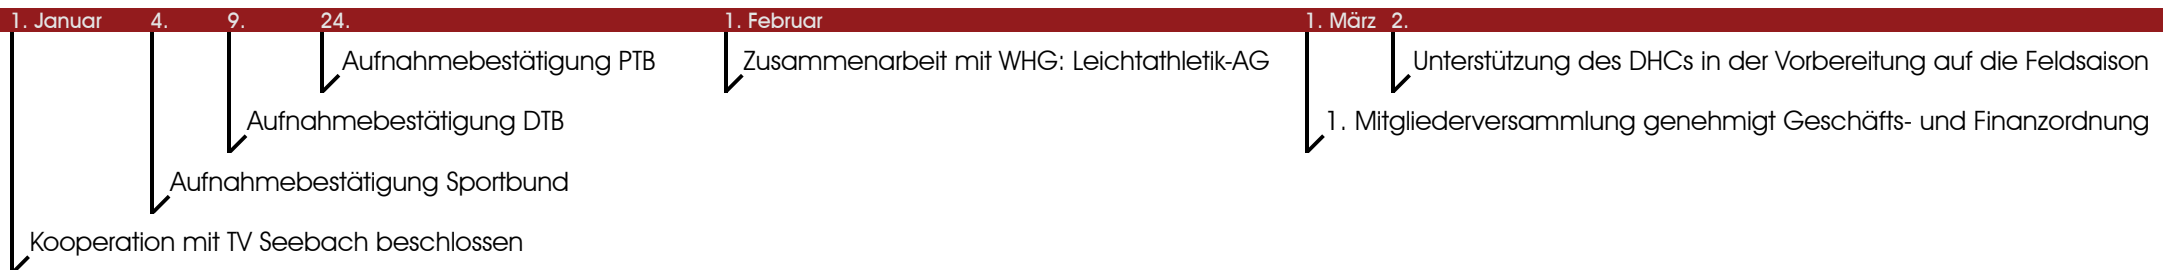 1. Januar 4. 9. 24. 1. Februar 1. März 2.
Aufnahmebestätigung PTB Zusammenarbeit mit WHG: Leichtathletik-AG Unterstützung des DHCs in der Vorbereitung auf die Feldsaison
Aufnahmebestätigung DTB 1. Mitgliederversammlung genehmigt Geschäfts- und Finanzordnung
Aufnahmebestätigung Sportbund
Kooperation mit TV Seebach beschlossen